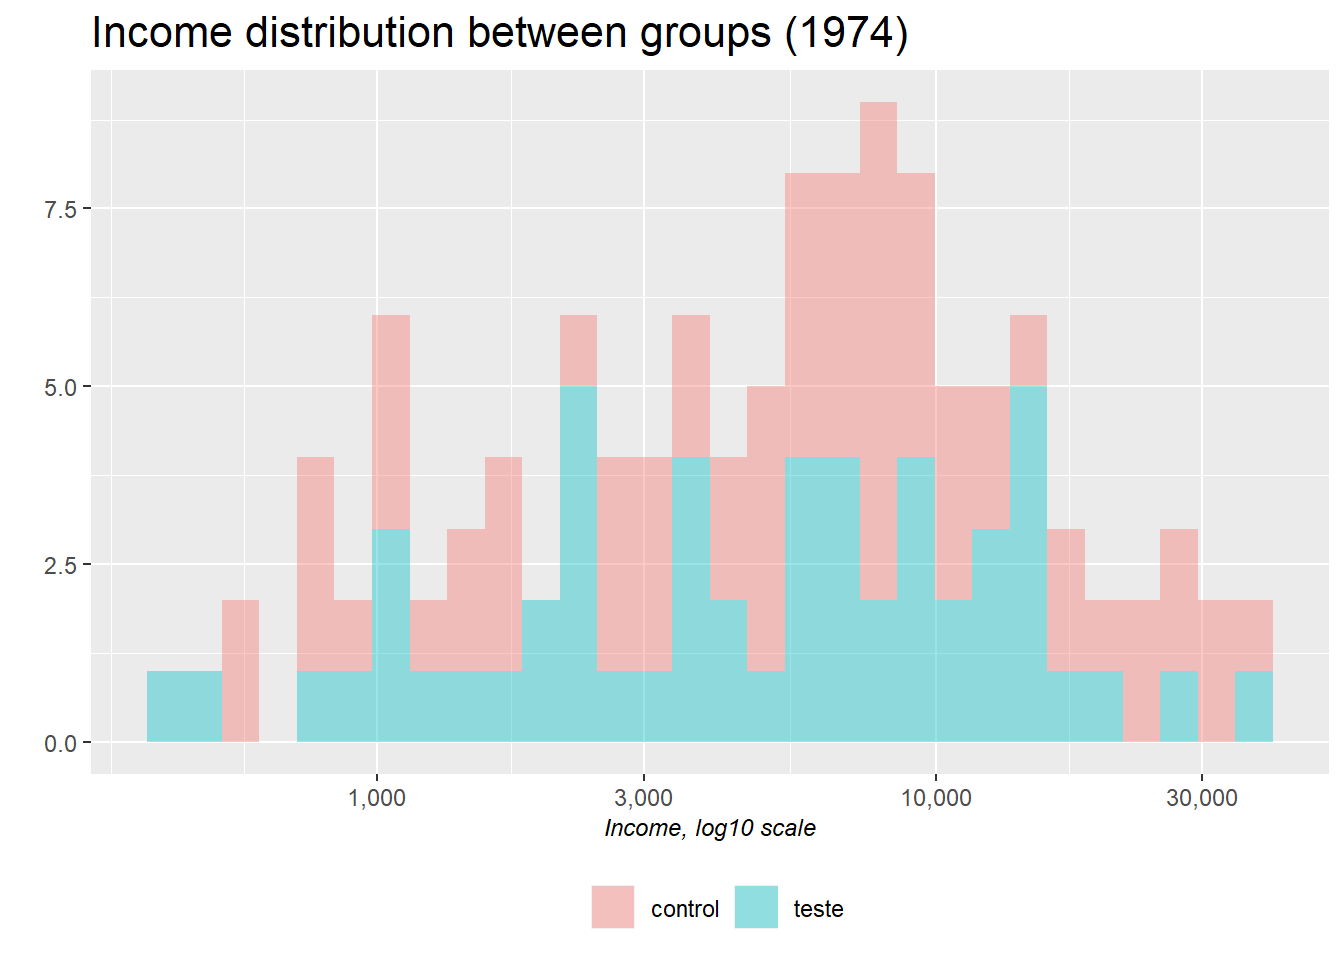 Income distribution between groups (1974)
7.5
5.0
2.5
0.0
1,000 3,000 10,000 30,000
Income, log10 scale
control teste